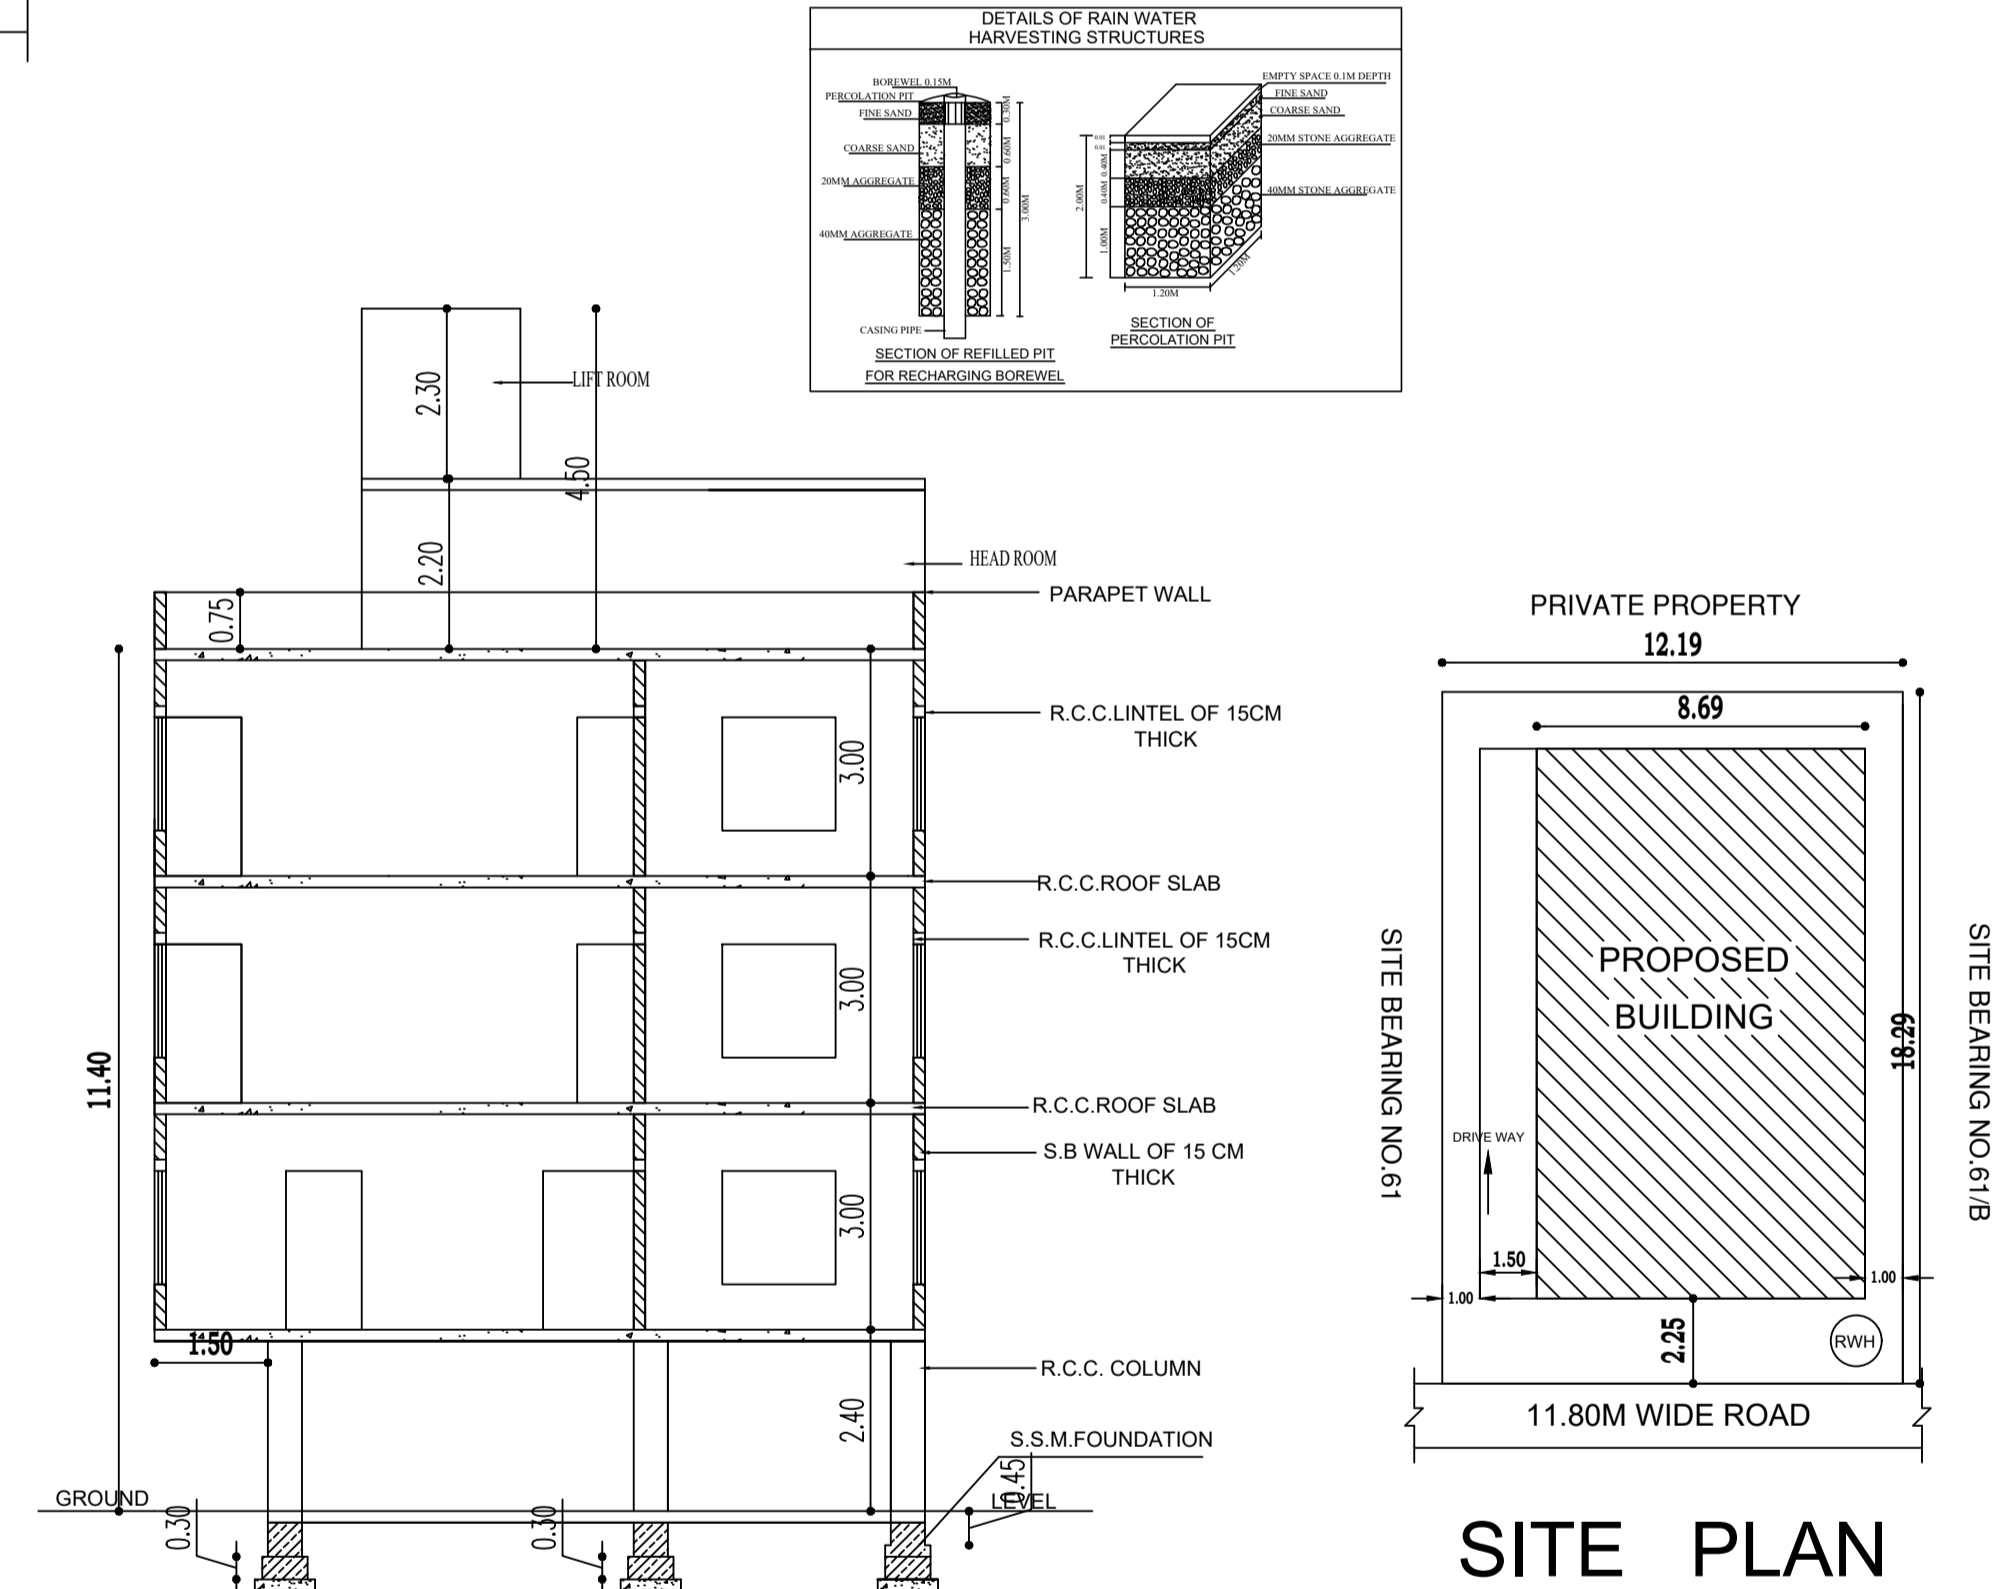 DETAILS OF RAIN WATER
HARVESTING STRUCTURES
BOREWEL 0.15M
PERCOLATION PIT
FINE SAND
COARSE SAND
20MM AGGREGATE
40MM AGGREGATE
CASING PIPE
0.30M
0.60M
0.60M
1.50M
3.00M
SECTION OF REFILLED PIT
FOR RECHARGING BOREWEL
EMPTY SPACE 0.1M DEPTH
FINE SAND
COARSE SAND
20MM STONE AGGREGATE
40MM STONE AGGREGATE
0.01
0.01
0.40M
0.40M
1.00M
2.00M
1.20M
1.20M
SECTION OF
PERCOLATION PIT
2.30
LIFT ROOM
4.50
2.20
HEAD ROOM
0.75
PARAPET WALL
R.C.C.LINTEL OF 15CM
THICK
3.00
R.C.C.ROOF SLAB
R.C.C.LINTEL OF 15CM
THICK
3.00
11.40
R.C.C.ROOF SLAB
S.B WALL OF 15 CM
THICK
3.00
1.50
R.C.C. COLUMN
2.40
S.S.M.FOUNDATION
0.45
GROUND
LEVEL
0.30
0.30
PRIVATE PROPERTY
12.19
8.69
SITE BEARING NO.61
PROPOSED
BUILDING
18.29
SITE BEARING NO.61/B
DRIVE WAY
1.50
1.00
1.00
2.25
RWH
11.80M WIDE ROAD
SITE PLAN